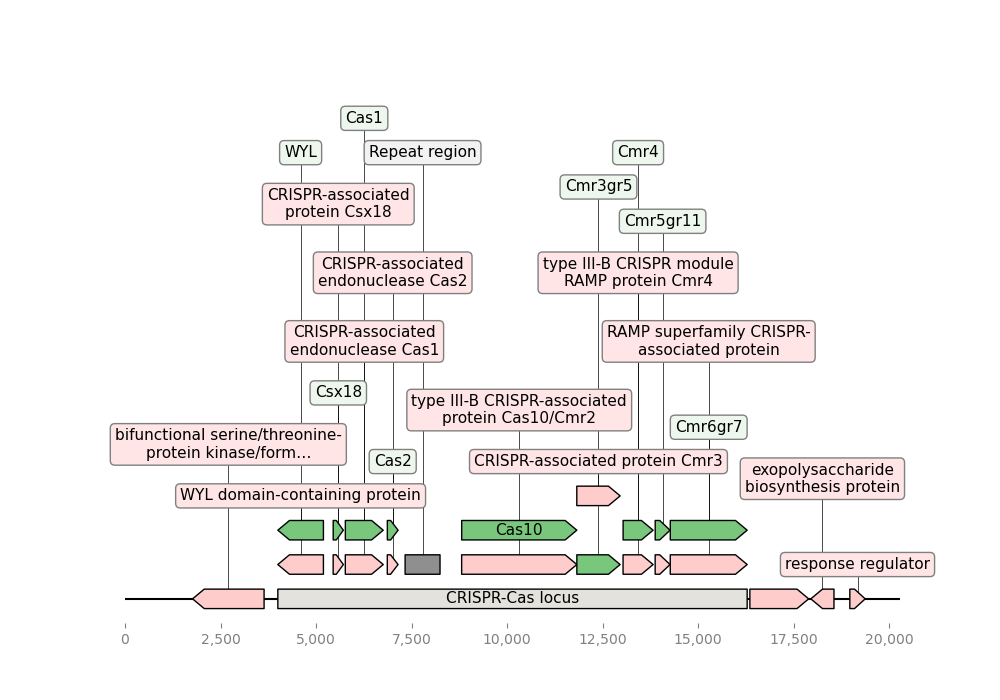 Cas1
WYL
Repeat region
Cmr4
CRISPR-associated
protein Csx18
Cmr3gr5
Cmr5gr11
CRISPR-associated
endonuclease Cas2
type III-B CRISPR module
RAMP protein Cmr4
CRISPR-associated
endonuclease Cas1
RAMP superfamily CRISPR-
associated protein
Csx18
type III-B CRISPR-associated
protein Cas10/Cmr2
Cmr6gr7
bifunctional serine/threonine-
protein kinase/form...
Cas2
CRISPR-associated protein Cmr3
exopolysaccharide
biosynthesis protein
WYL domain-containing protein
Cas10
response regulator
CRISPR-Cas locus
0 2,500 5,000 7,500 10,000 12,500 15,000 17,500 20,000